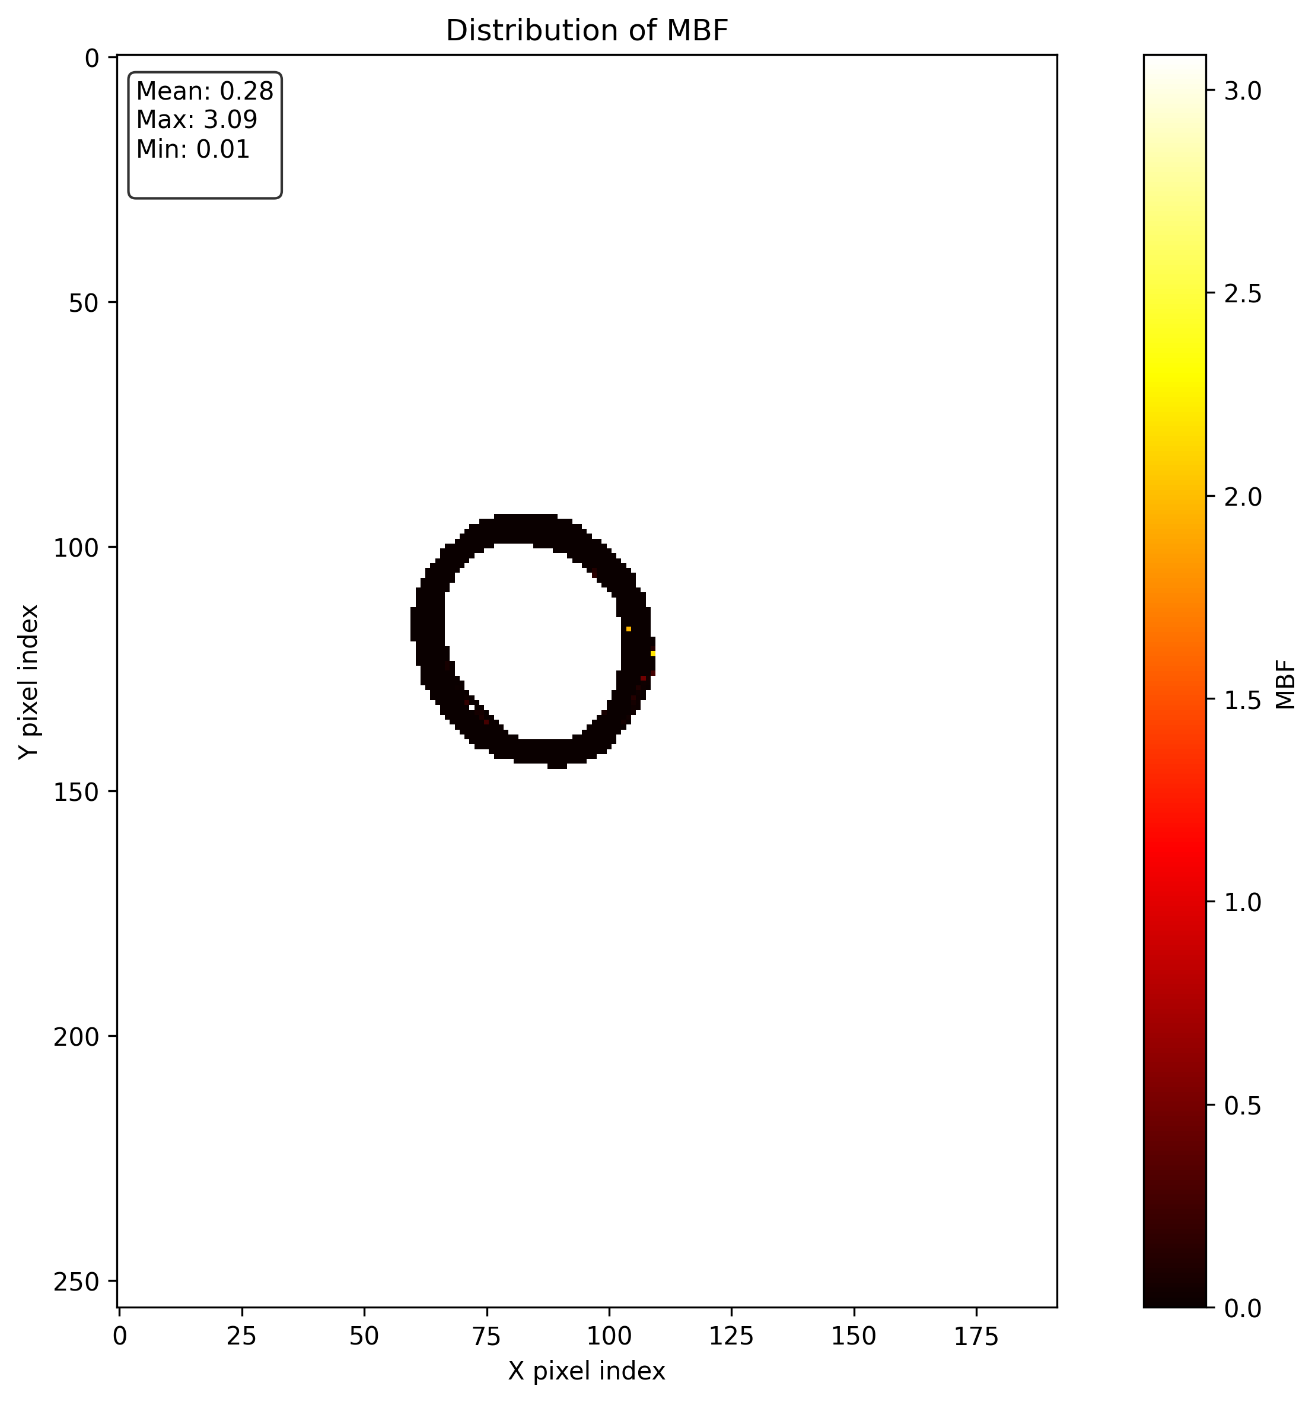 Distribution of MBF
Mean: 0.28
Max: 3.09
Min: 0.01
0
50
100
150
200
250
Y pixel index
0 25 50 75 100 125 150 175
X pixel index
3.0
2.5
2.0
1.5
1.0
0.5
0.0
MBF